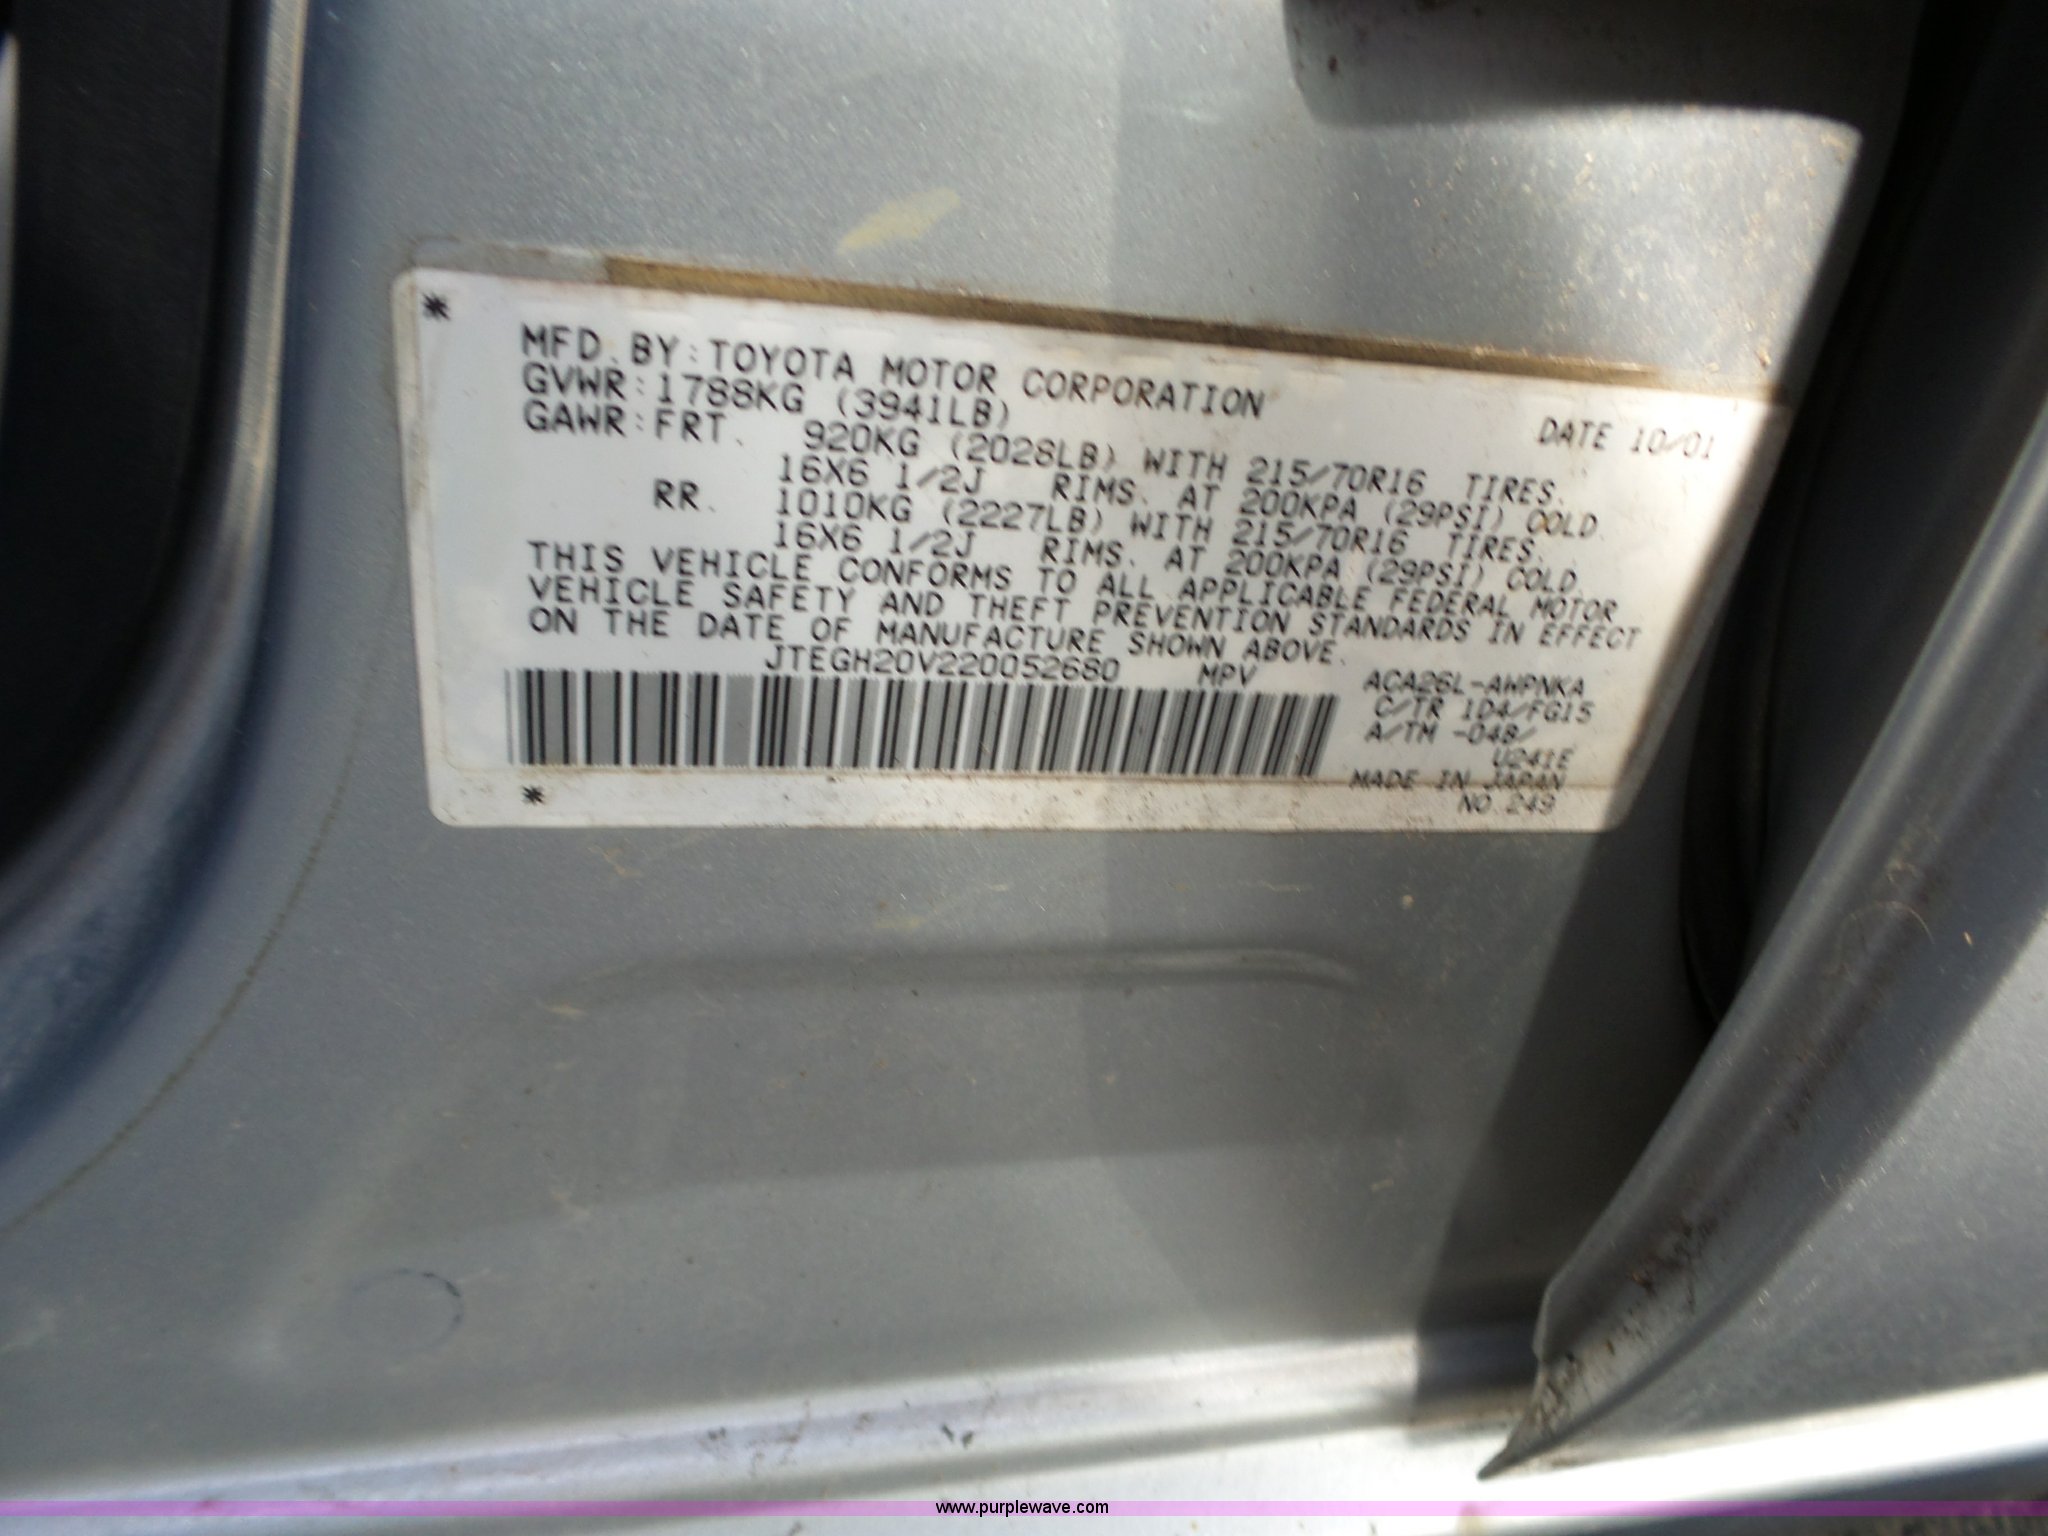 *
MFD. BY: TOYOTA MOTOR CORPORATION
DATE 10/01
GVWR: 1788KG (3941LB)
GAWR: FRT. 920KG (2028LB) WITH 215/70R16 TIRES.
16X6 1/2J RIMS. AT 200KPA (29PSI) COLD.
RR. 1010KG (2227LB) WITH 215/70R16 TIRES.
16X6 1/2J RIMS. AT 200KPA (29PSI) COLD.
THIS VEHICLE CONFORMS TO ALL APPLICABLE FEDERAL MOTOR
VEHICLE SAFETY AND THEFT PREVENTION STANDARDS IN EFFECT
ON THE DATE OF MANUFACTURE SHOWN ABOVE.
JTEGH20V220052680 MPV
ACA26L-AWPNKA
C/TR 1D4/FG15
A/TM -04B/
U241E
MADE IN JAPAN
NO.249
*
www.purplewave.com